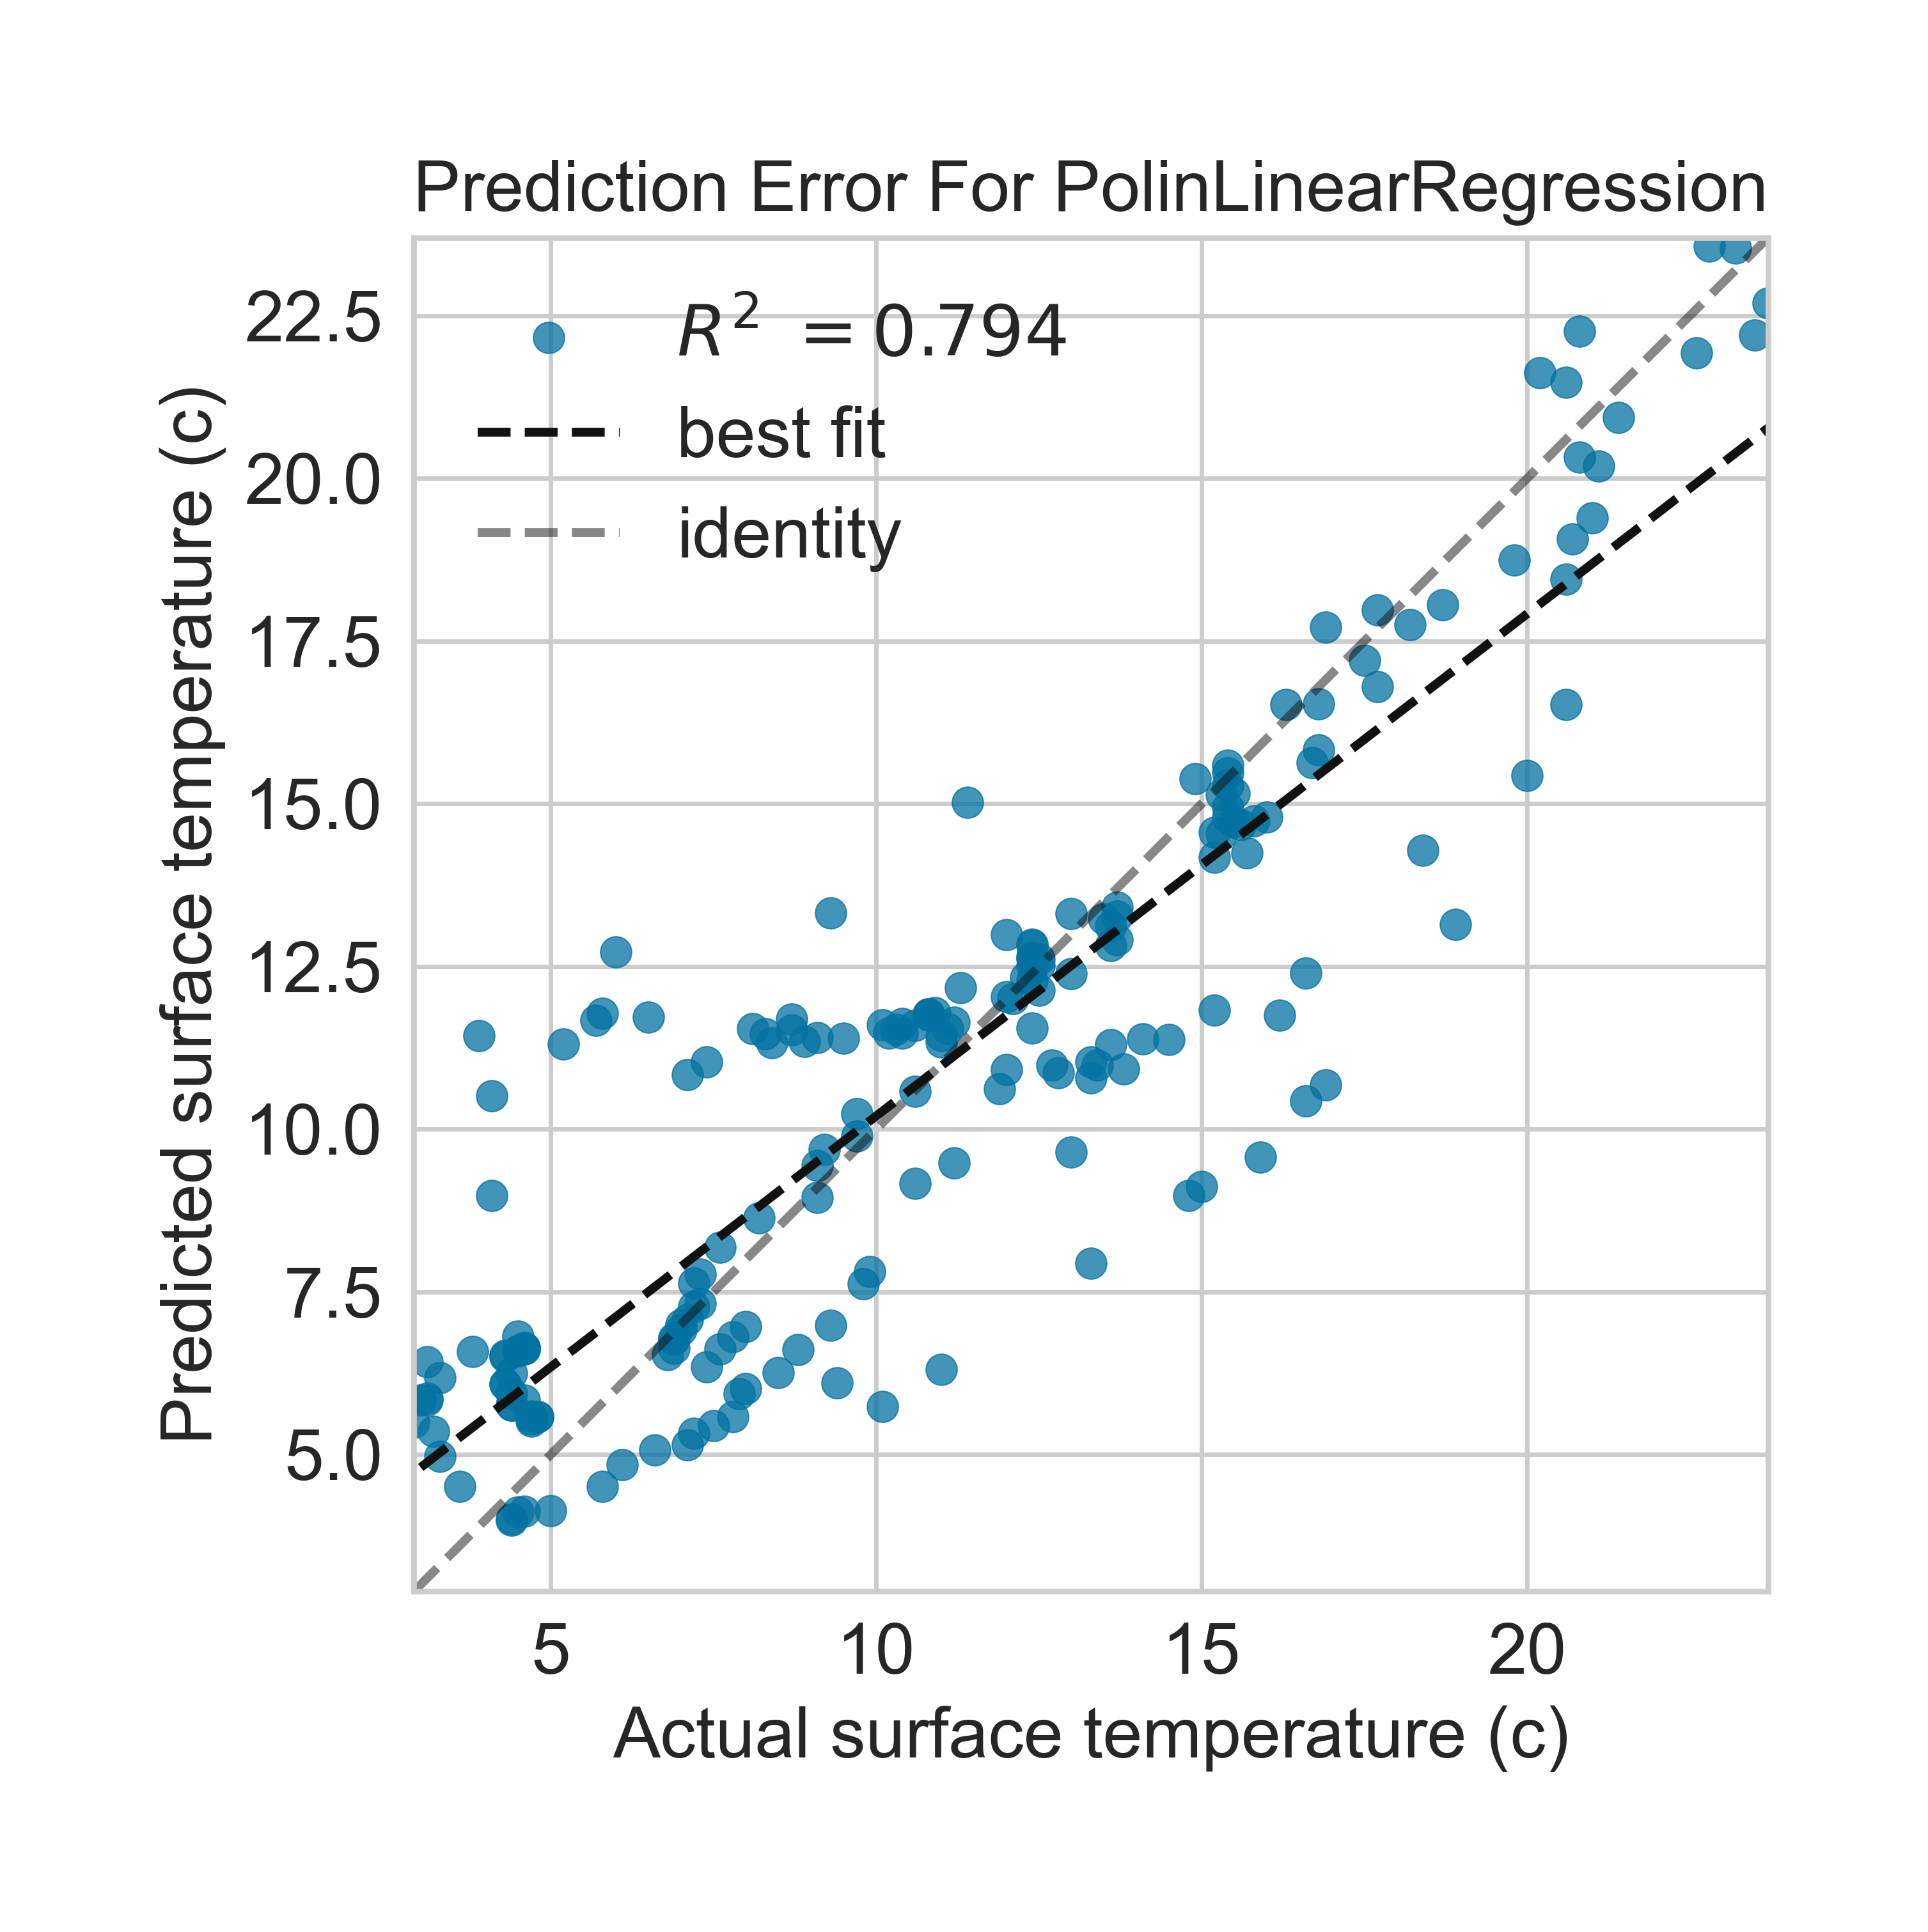 Prediction Error For PolinLinearRegression
R² = 0.794
best fit
identity
22.5
20.0
17.5
15.0
12.5
10.0
7.5
5.0
Predicted surface temperature (c)
5 10 15 20
Actual surface temperature (c)